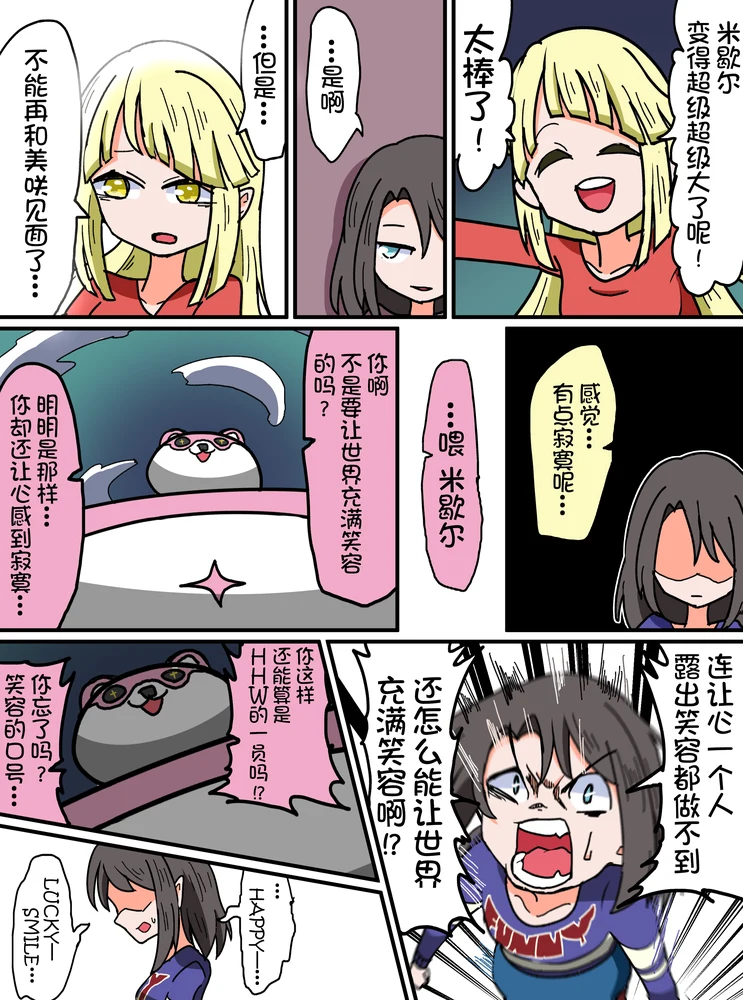 米歇尔
变得超级超级大了呢！
太棒了！
…是啊
…但是…
不能再和美咲见面了…
感觉…
有点寂寞呢…
…喂 米歇尔
你啊
不是要让世界充满笑容
的吗？
明明是那样…
你却还让心感到寂寞…
连让心一个人
露出笑容都做不到
还怎么能让世界
充满笑容啊!?
FUNNY
你这样
还能算是
HHW的一员吗!?
你忘了吗？
笑容的口号…
…HAPPY—…
LUCKY—
SMILE…
Y